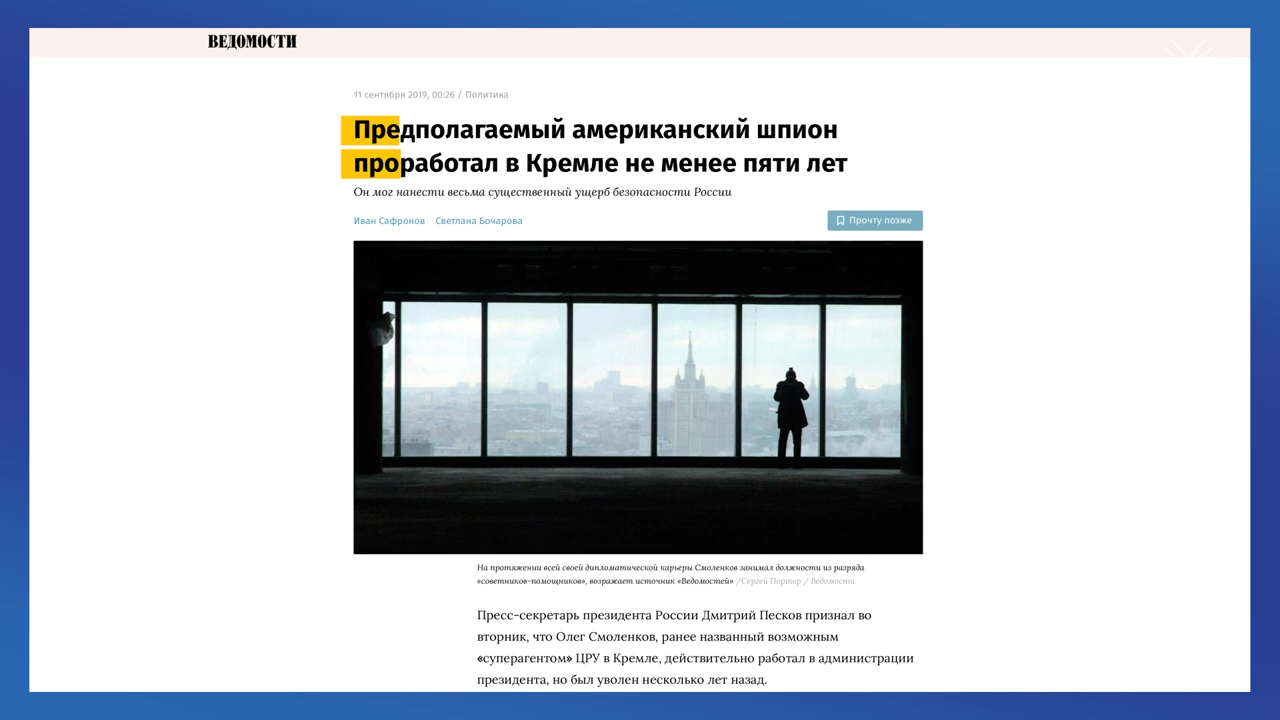 ВЕДОМОСТИ
11 сентября 2019, 00:26 / Политика
Предполагаемый американский шпион
проработал в Кремле не менее пяти лет
Он мог нанести весьма существенный ущерб безопасности России
Иван Сафронов Светлана Бочарова
Прочту позже
На протяжении всей своей дипломатической карьеры Смоленков занимал должности из разряда
«советников-помощников», возражает источник «Ведомостей» /Сергей Портер / Ведомости
Пресс-секретарь президента России Дмитрий Песков признал во
вторник, что Олег Смоленков, ранее названный возможным
«суперагентом» ЦРУ в Кремле, действительно работал в администрации
президента, но был уволен несколько лет назад.